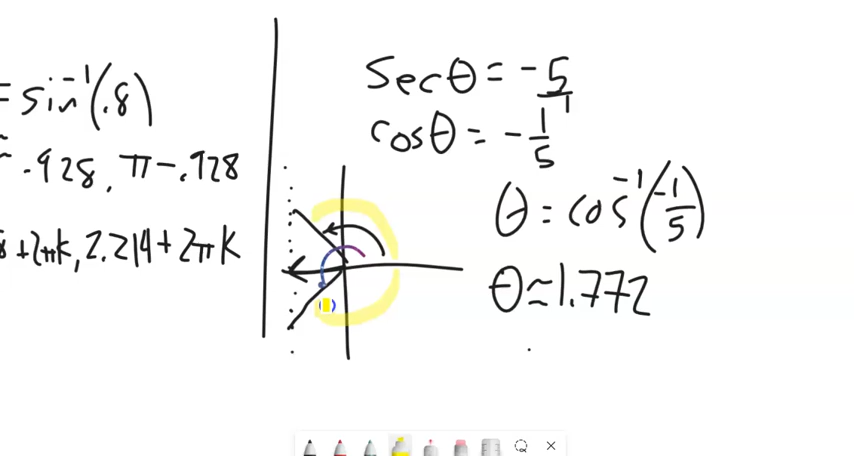 = sin⁻¹(.8)
.928, π-.928
8+2πk, 2.214+2πk
Secθ = -5/1
cosθ = -1/5
θ = cos⁻¹(-1/5)
θ≃1.772